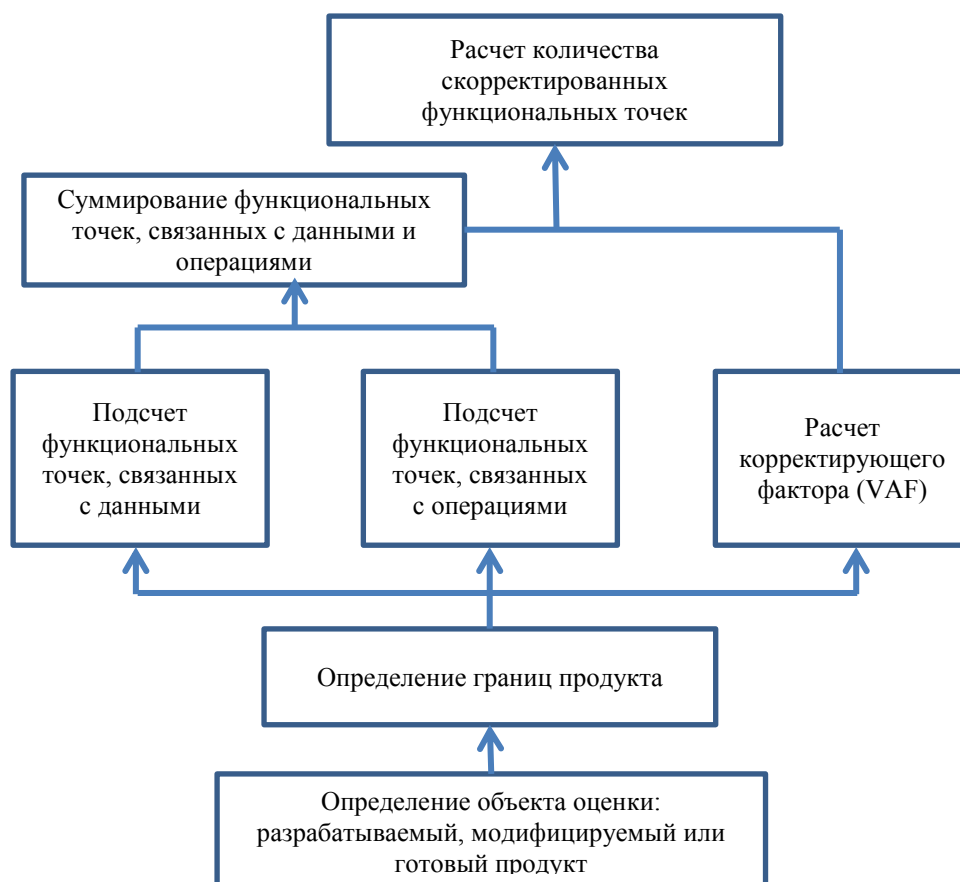 Расчет количества
скорректированных
функциональных точек
Суммирование функциональных
точек, связанных с данными и
операциями
Подсчет
функциональных
точек, связанных
с данными
Подсчет
функциональных
точек, связанных
с операциями
Расчет
корректирующего
фактора (VAF)
Определение границ продукта
Определение объекта оценки:
разрабатываемый, модифицируемый или
готовый продукт